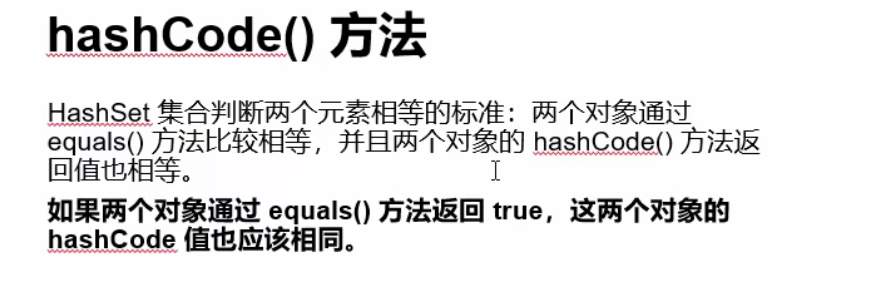 hashCode() 方法
HashSet 集合判断两个元素相等的标准：两个对象通过
equals() 方法比较相等，并且两个对象的 hashCode() 方法返
回值也相等。
如果两个对象通过 equals() 方法返回 true，这两个对象的
hashCode 值也应该相同。